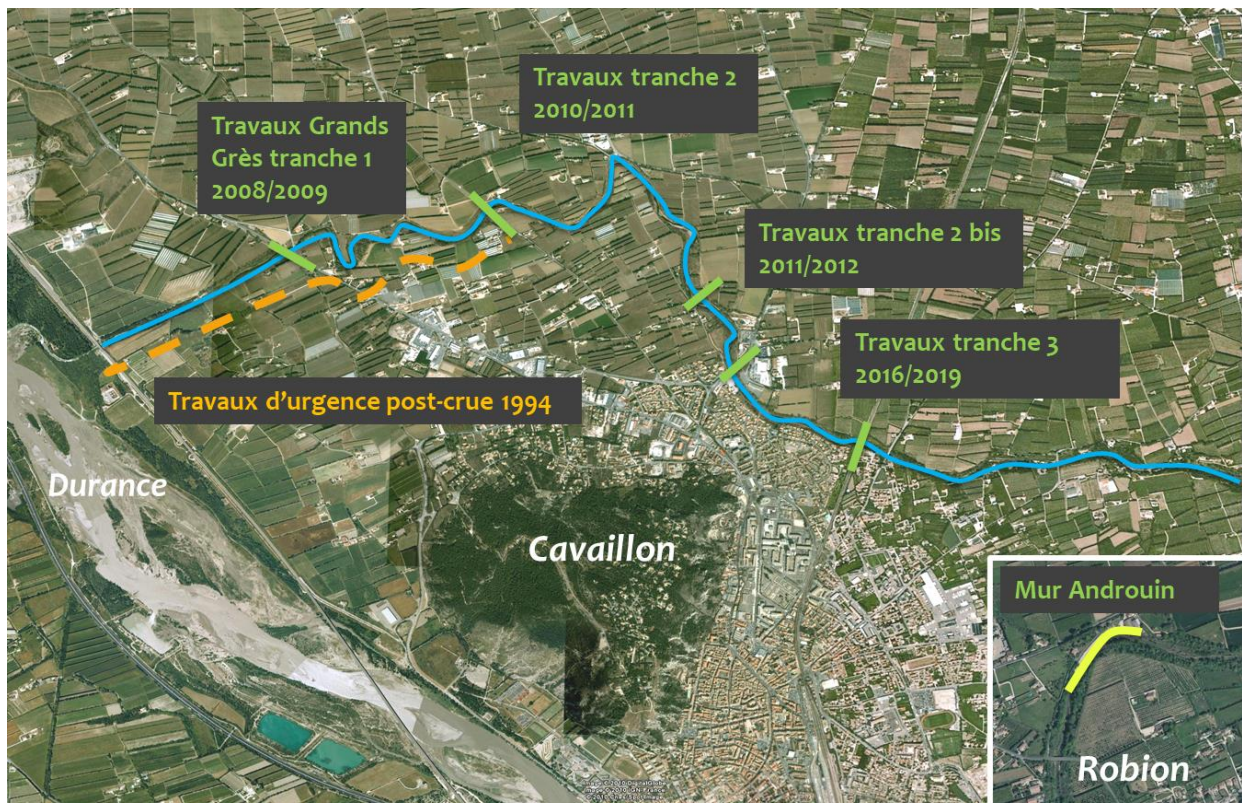 Travaux tranche 2
2010/2011
Travaux Grands
Grès tranche 1
2008/2009
Travaux tranche 2 bis
2011/2012
Travaux tranche 3
2016/2019
Travaux d'urgence post-crue 1994
Durance
Cavaillon
Mur Androuin
Robion